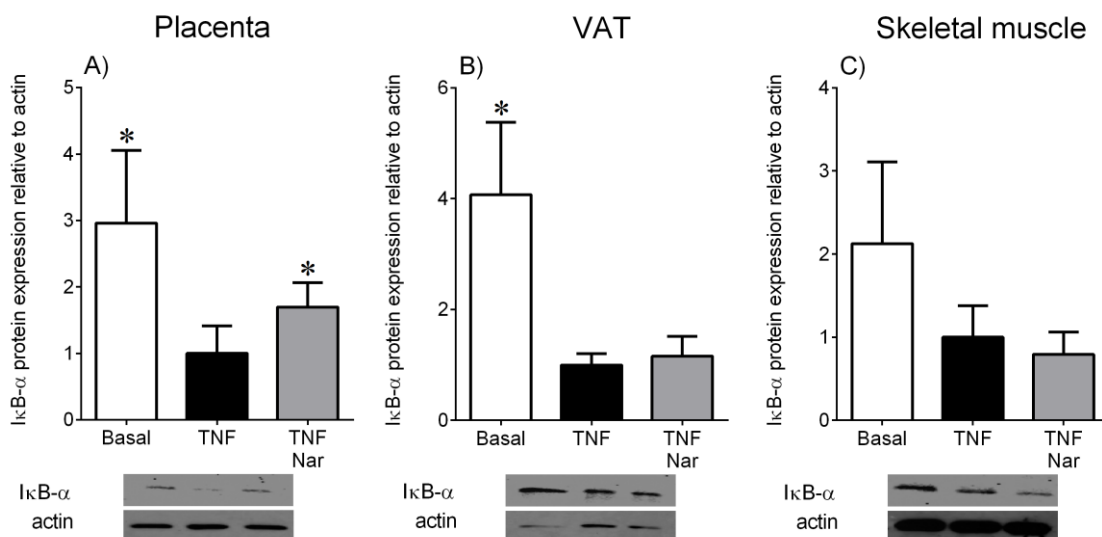 Placenta
VAT
Skeletal muscle
A)
IκB-α protein expression relative to actin
5
4
3
2
1
0
*
*
Basal
TNF
TNF
Nar
B)
IκB-α protein expression relative to actin
6
4
2
0
*
Basal
TNF
TNF
Nar
C)
IκB-α protein expression relative to actin
4
3
2
1
0
Basal
TNF
TNF
Nar
IκB-α
actin
IκB-α
actin
IκB-α
actin